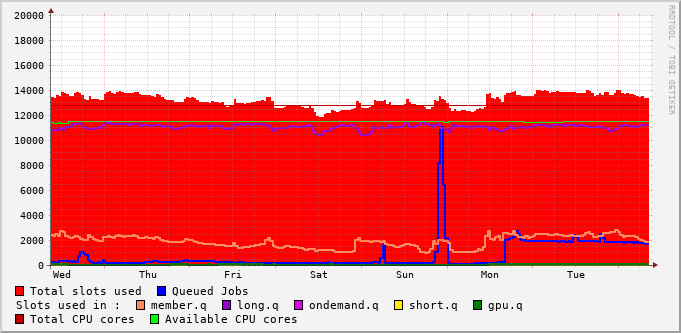 20000
18000
16000
14000
12000
10000
8000
6000
4000
2000
0
Wed Thu Fri Sat Sun Mon Tue
RRDTOOL / TOBI OETIKER
Total slots used Queued Jobs
Slots used in : member.q long.q ondemand.q short.q gpu.q
Total CPU cores Available CPU cores